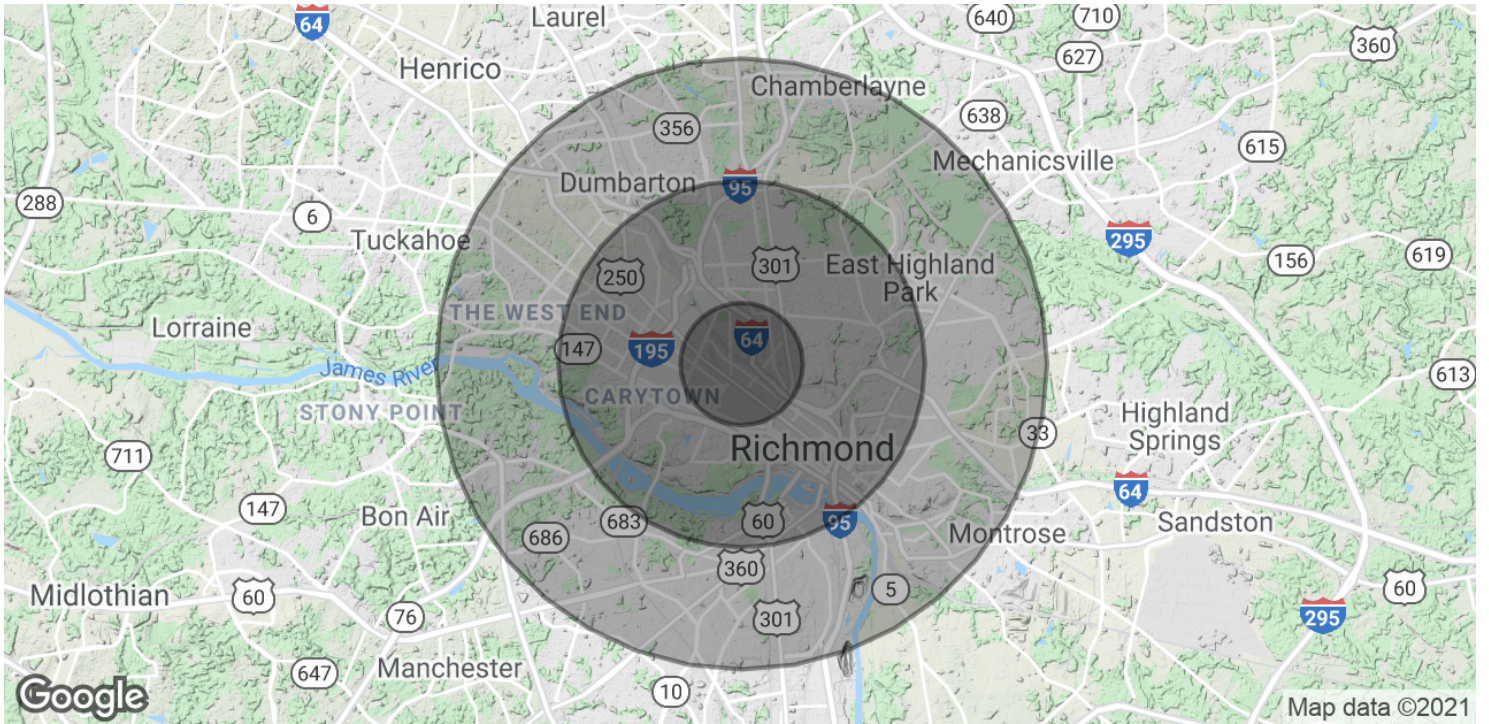 Laurel
640
710
64
360
Henrico
627
Chamberlayne
638
356
615
Mechanicsville
Dumbarton
95
288
6
Tuckahoe
295
619
156
250
301
East Highland
Park
THE WEST END
Lorraine
147
195
64
James River
613
CARYTOWN
STONY POINT
Highland
Springs
33
Richmond
711
64
147
Bon Air
683
60
95
Sandston
686
Montrose
360
Midlothian
60
5
60
76
301
295
Manchester
647
10
Google
Map data ©2021